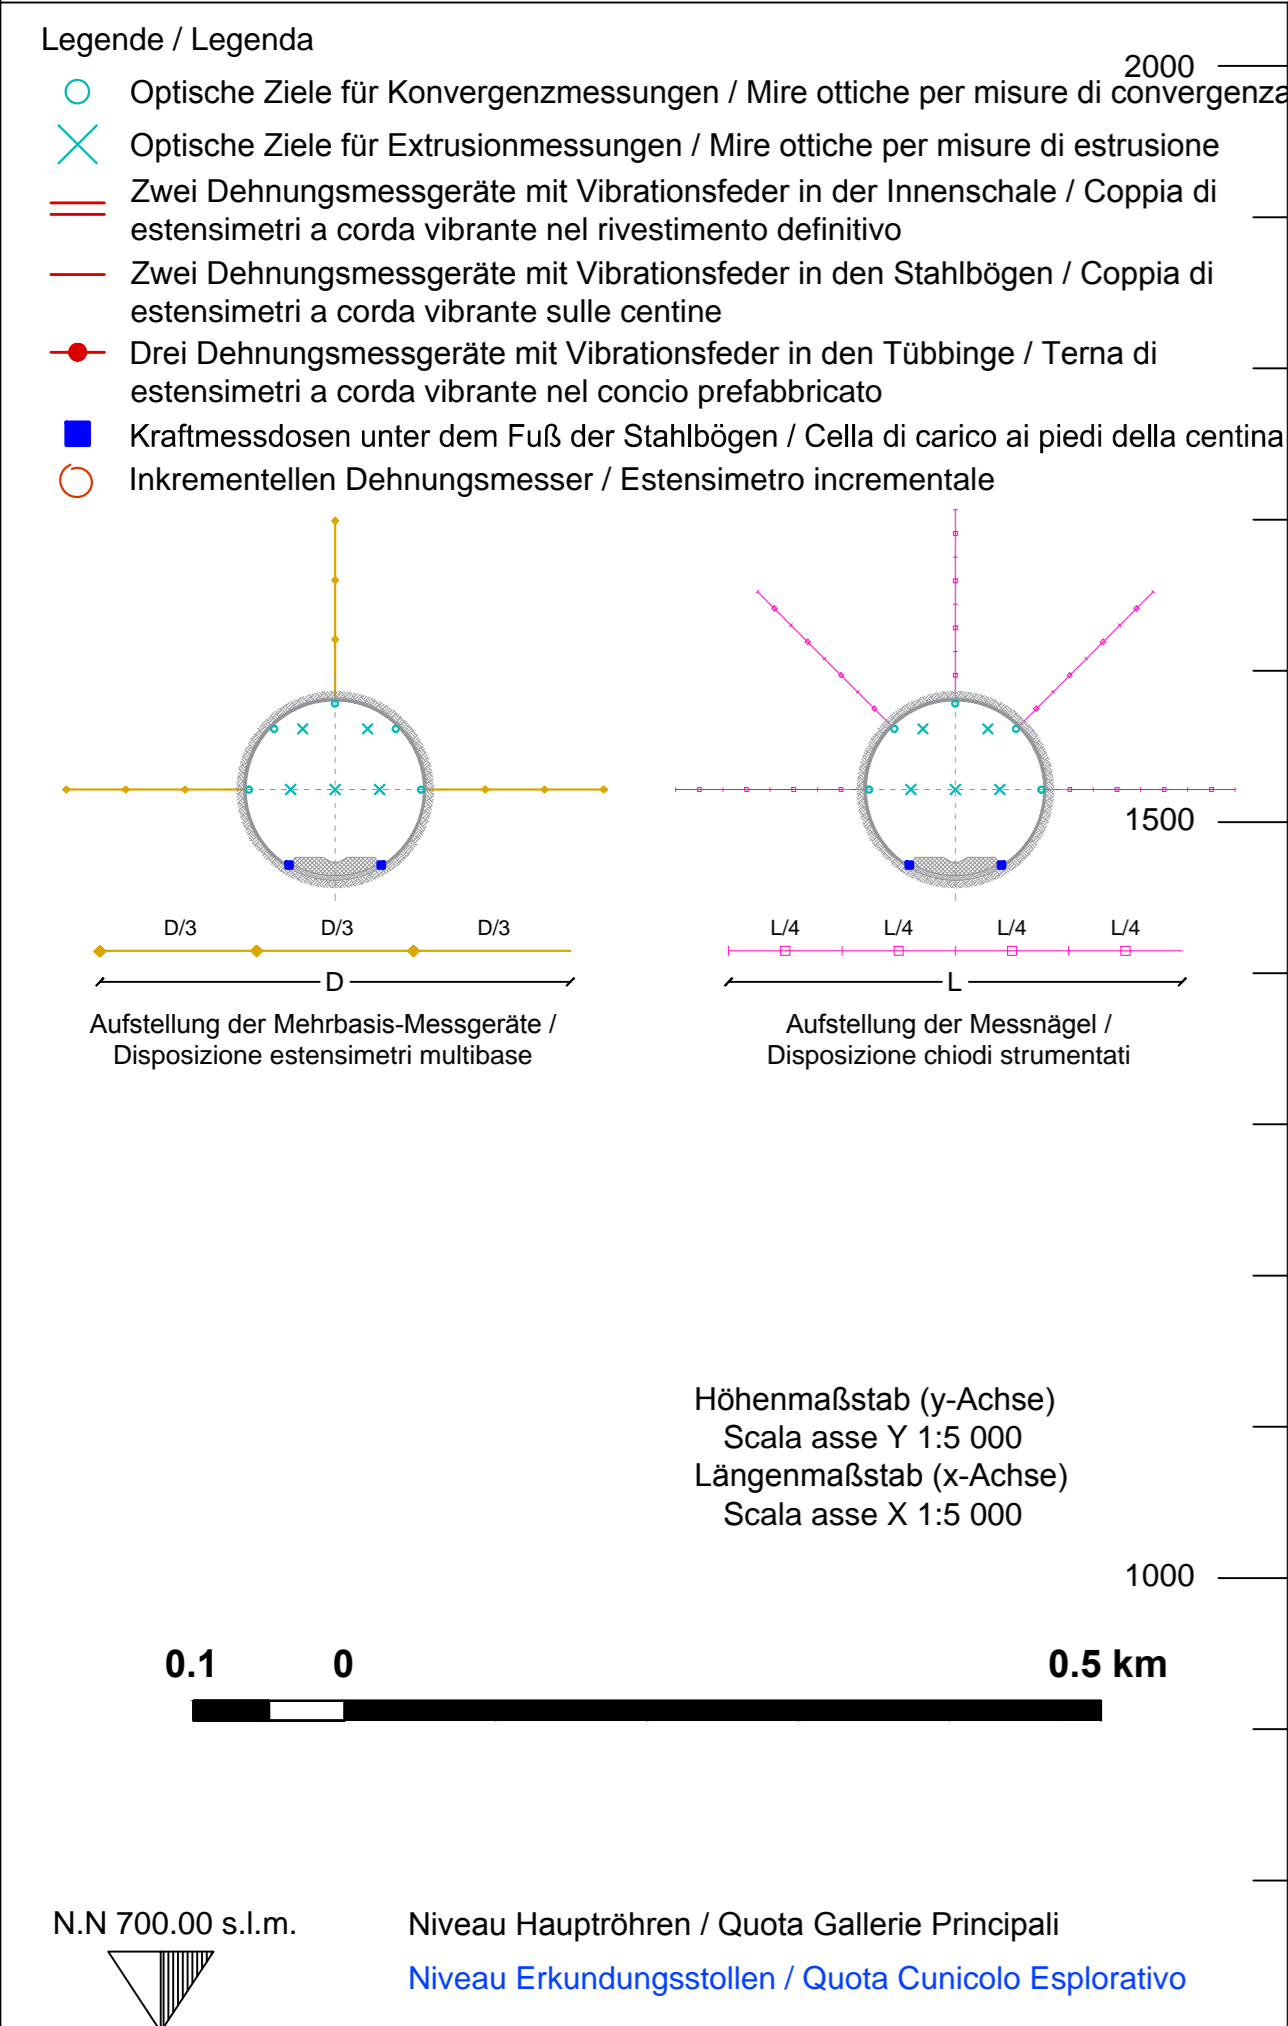 Legende / Legenda
2000
Optische Ziele für Konvergenzmessungen / Mire ottiche per misure di convergenza
Optische Ziele für Extrusionmessungen / Mire ottiche per misure di estrusione
Zwei Dehnungsmessgeräte mit Vibrationsfeder in der Innenschale / Coppia di
estensimetri a corda vibrante nel rivestimento definitivo
Zwei Dehnungsmessgeräte mit Vibrationsfeder in den Stahlbögen / Coppia di
estensimetri a corda vibrante sulle centine
Drei Dehnungsmessgeräte mit Vibrationsfeder in den Tübbinge / Terna di
estensimetri a corda vibrante nel concio prefabbricato
Kraftmessdosen unter dem Fuß der Stahlbögen / Cella di carico ai piedi della centina
Inkrementellen Dehnungsmesser / Estensimetro incrementale
1500
D/3 D/3 D/3
L/4 L/4 L/4 L/4
D
L
Aufstellung der Mehrbasis-Messgeräte /
Disposizione estensimetri multibase
Aufstellung der Messnägel /
Disposizione chiodi strumentati
Höhenmaßstab (y-Achse)
Scala asse Y 1:5 000
Längenmaßstab (x-Achse)
Scala asse X 1:5 000
1000
0.1 0 0.5 km
N.N 700.00 s.l.m.
Niveau Hauptröhren / Quota Gallerie Principali
Niveau Erkundungsstollen / Quota Cunicolo Esplorativo